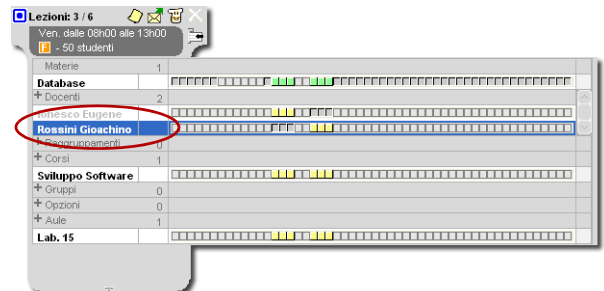 Lezioni: 3 / 6
Ven. dalle 08h00 alle 13h00
F - 50 studenti
Materie 1
Database
+ Docenti 2
Ionesco Eugene
Rossini Gioachino
+ Raggruppamenti 0
+ Corsi 1
Sviluppo Software
+ Gruppi 0
+ Opzioni 0
+ Aule 1
Lab. 15